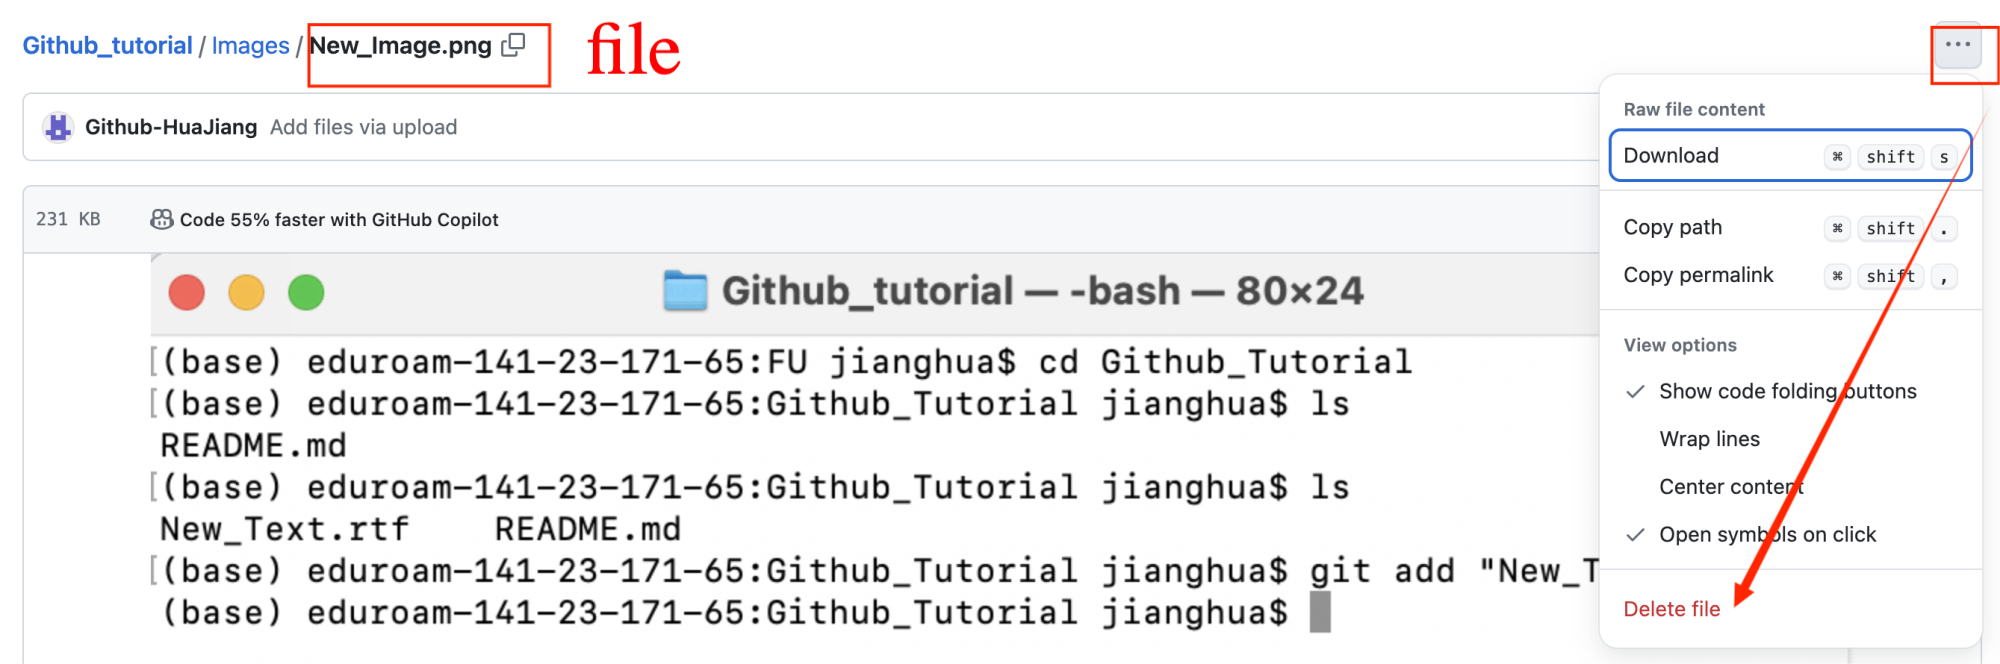 Github_tutorial / Images / New_Image.png
file
...
Github-HuaJiang Add files via upload
231 KB Code 55% faster with GitHub Copilot
Github_tutorial — -bash — 80×24
[(base) eduroam-141-23-171-65:FU jianghua$ cd Github_Tutorial
[(base) eduroam-141-23-171-65:Github_Tutorial jianghua$ ls
README.md
[(base) eduroam-141-23-171-65:Github_Tutorial jianghua$ ls
New_Text.rtf README.md
[(base) eduroam-141-23-171-65:Github_Tutorial jianghua$ git add "New_T
(base) eduroam-141-23-171-65:Github_Tutorial jianghua$
Raw file content
Download ⌘ shift s
Copy path ⌘ shift .
Copy permalink ⌘ shift ,
View options
✓ Show code folding buttons
Wrap lines
Center content
✓ Open symbols on click
Delete file